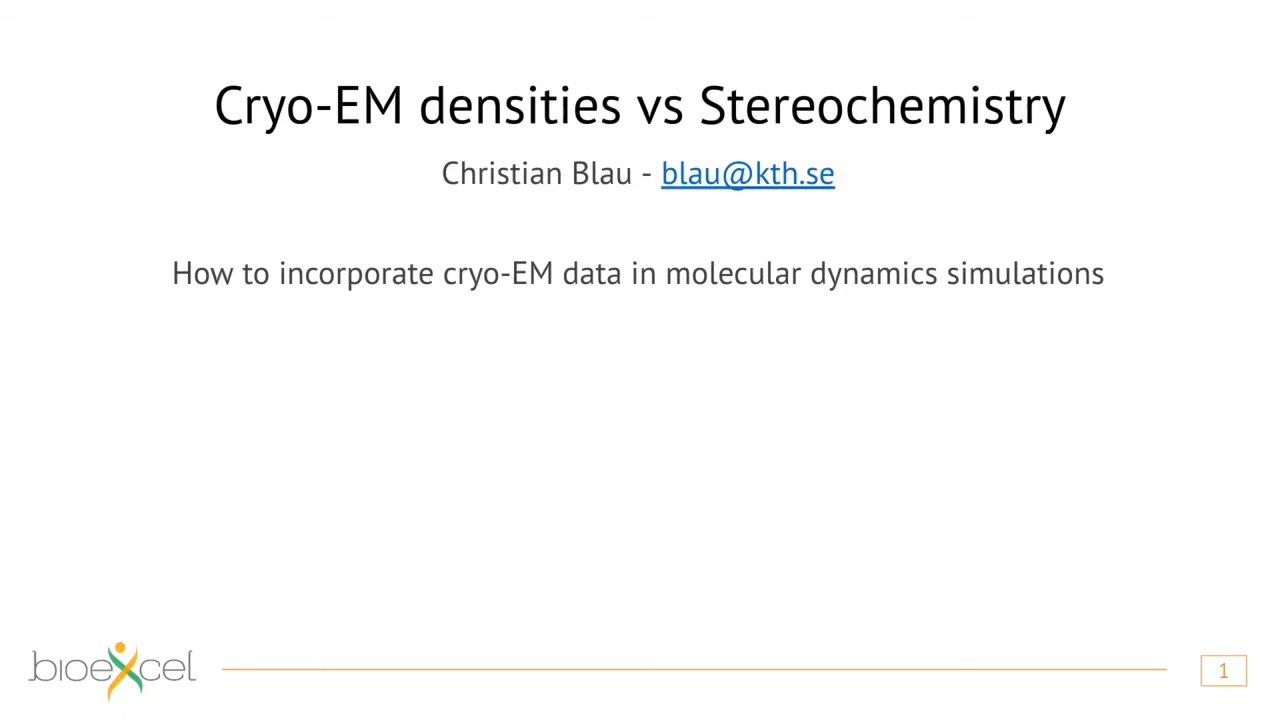 Cryo-EM densities vs Stereochemistry
Christian Blau - blau@kth.se
How to incorporate cryo-EM data in molecular dynamics simulations
bioexcel
1